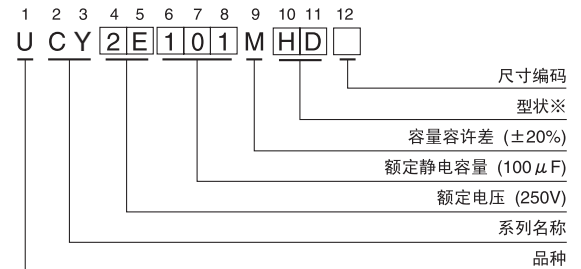 1 2 3 4 5 6 7 8 9 10 11 12
U C Y 2 E 1 0 1 M H D
尺寸编码
型状※
容量容许差 (±20%)
额定静电容量 (100μF)
额定电压 (250V)
系列名称
品种